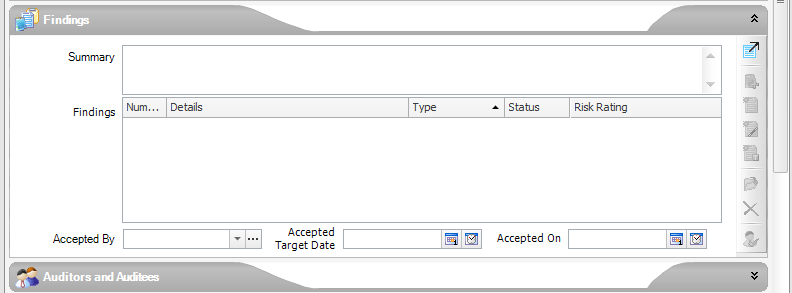 Findings
Summary
Findings
Num... Details Type Status Risk Rating
Accepted By
Accepted
Target Date
Accepted On
Auditors and Auditees